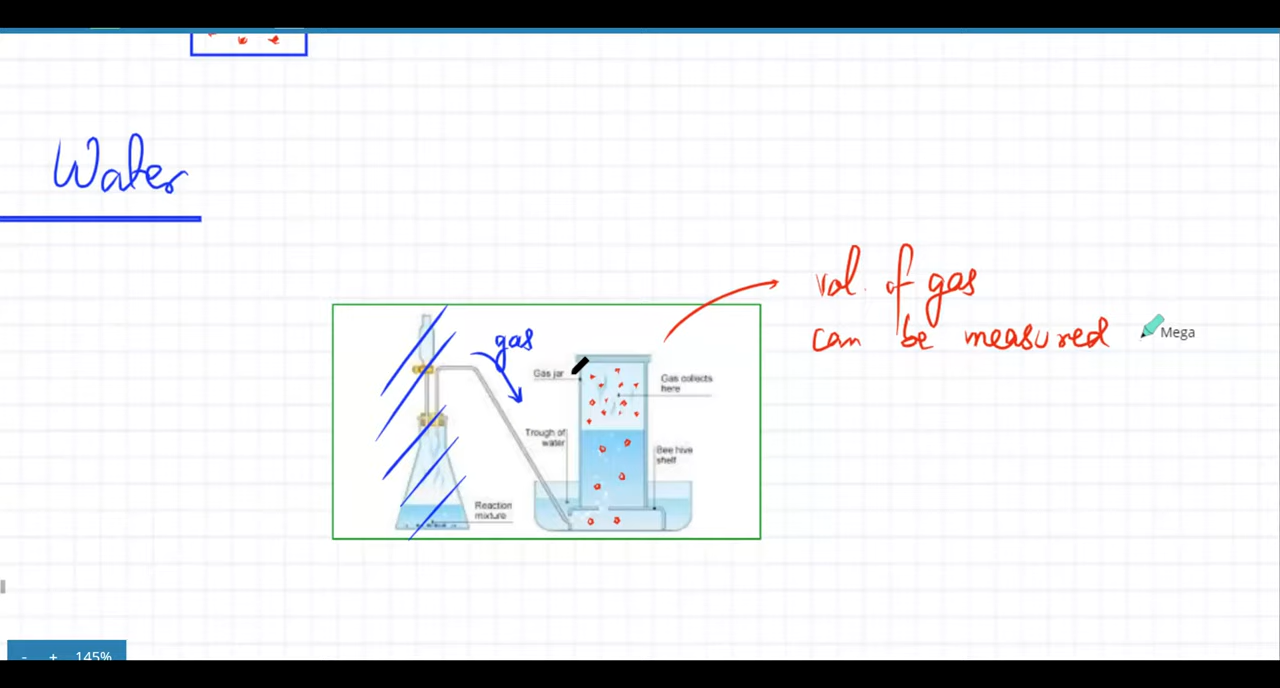 Water
vol. of gas
can be measured
Mega
gas
Gas jar
Gas collects
here
Trough of
water
Bee hive
shelf
Reaction
mixture
- + 145%